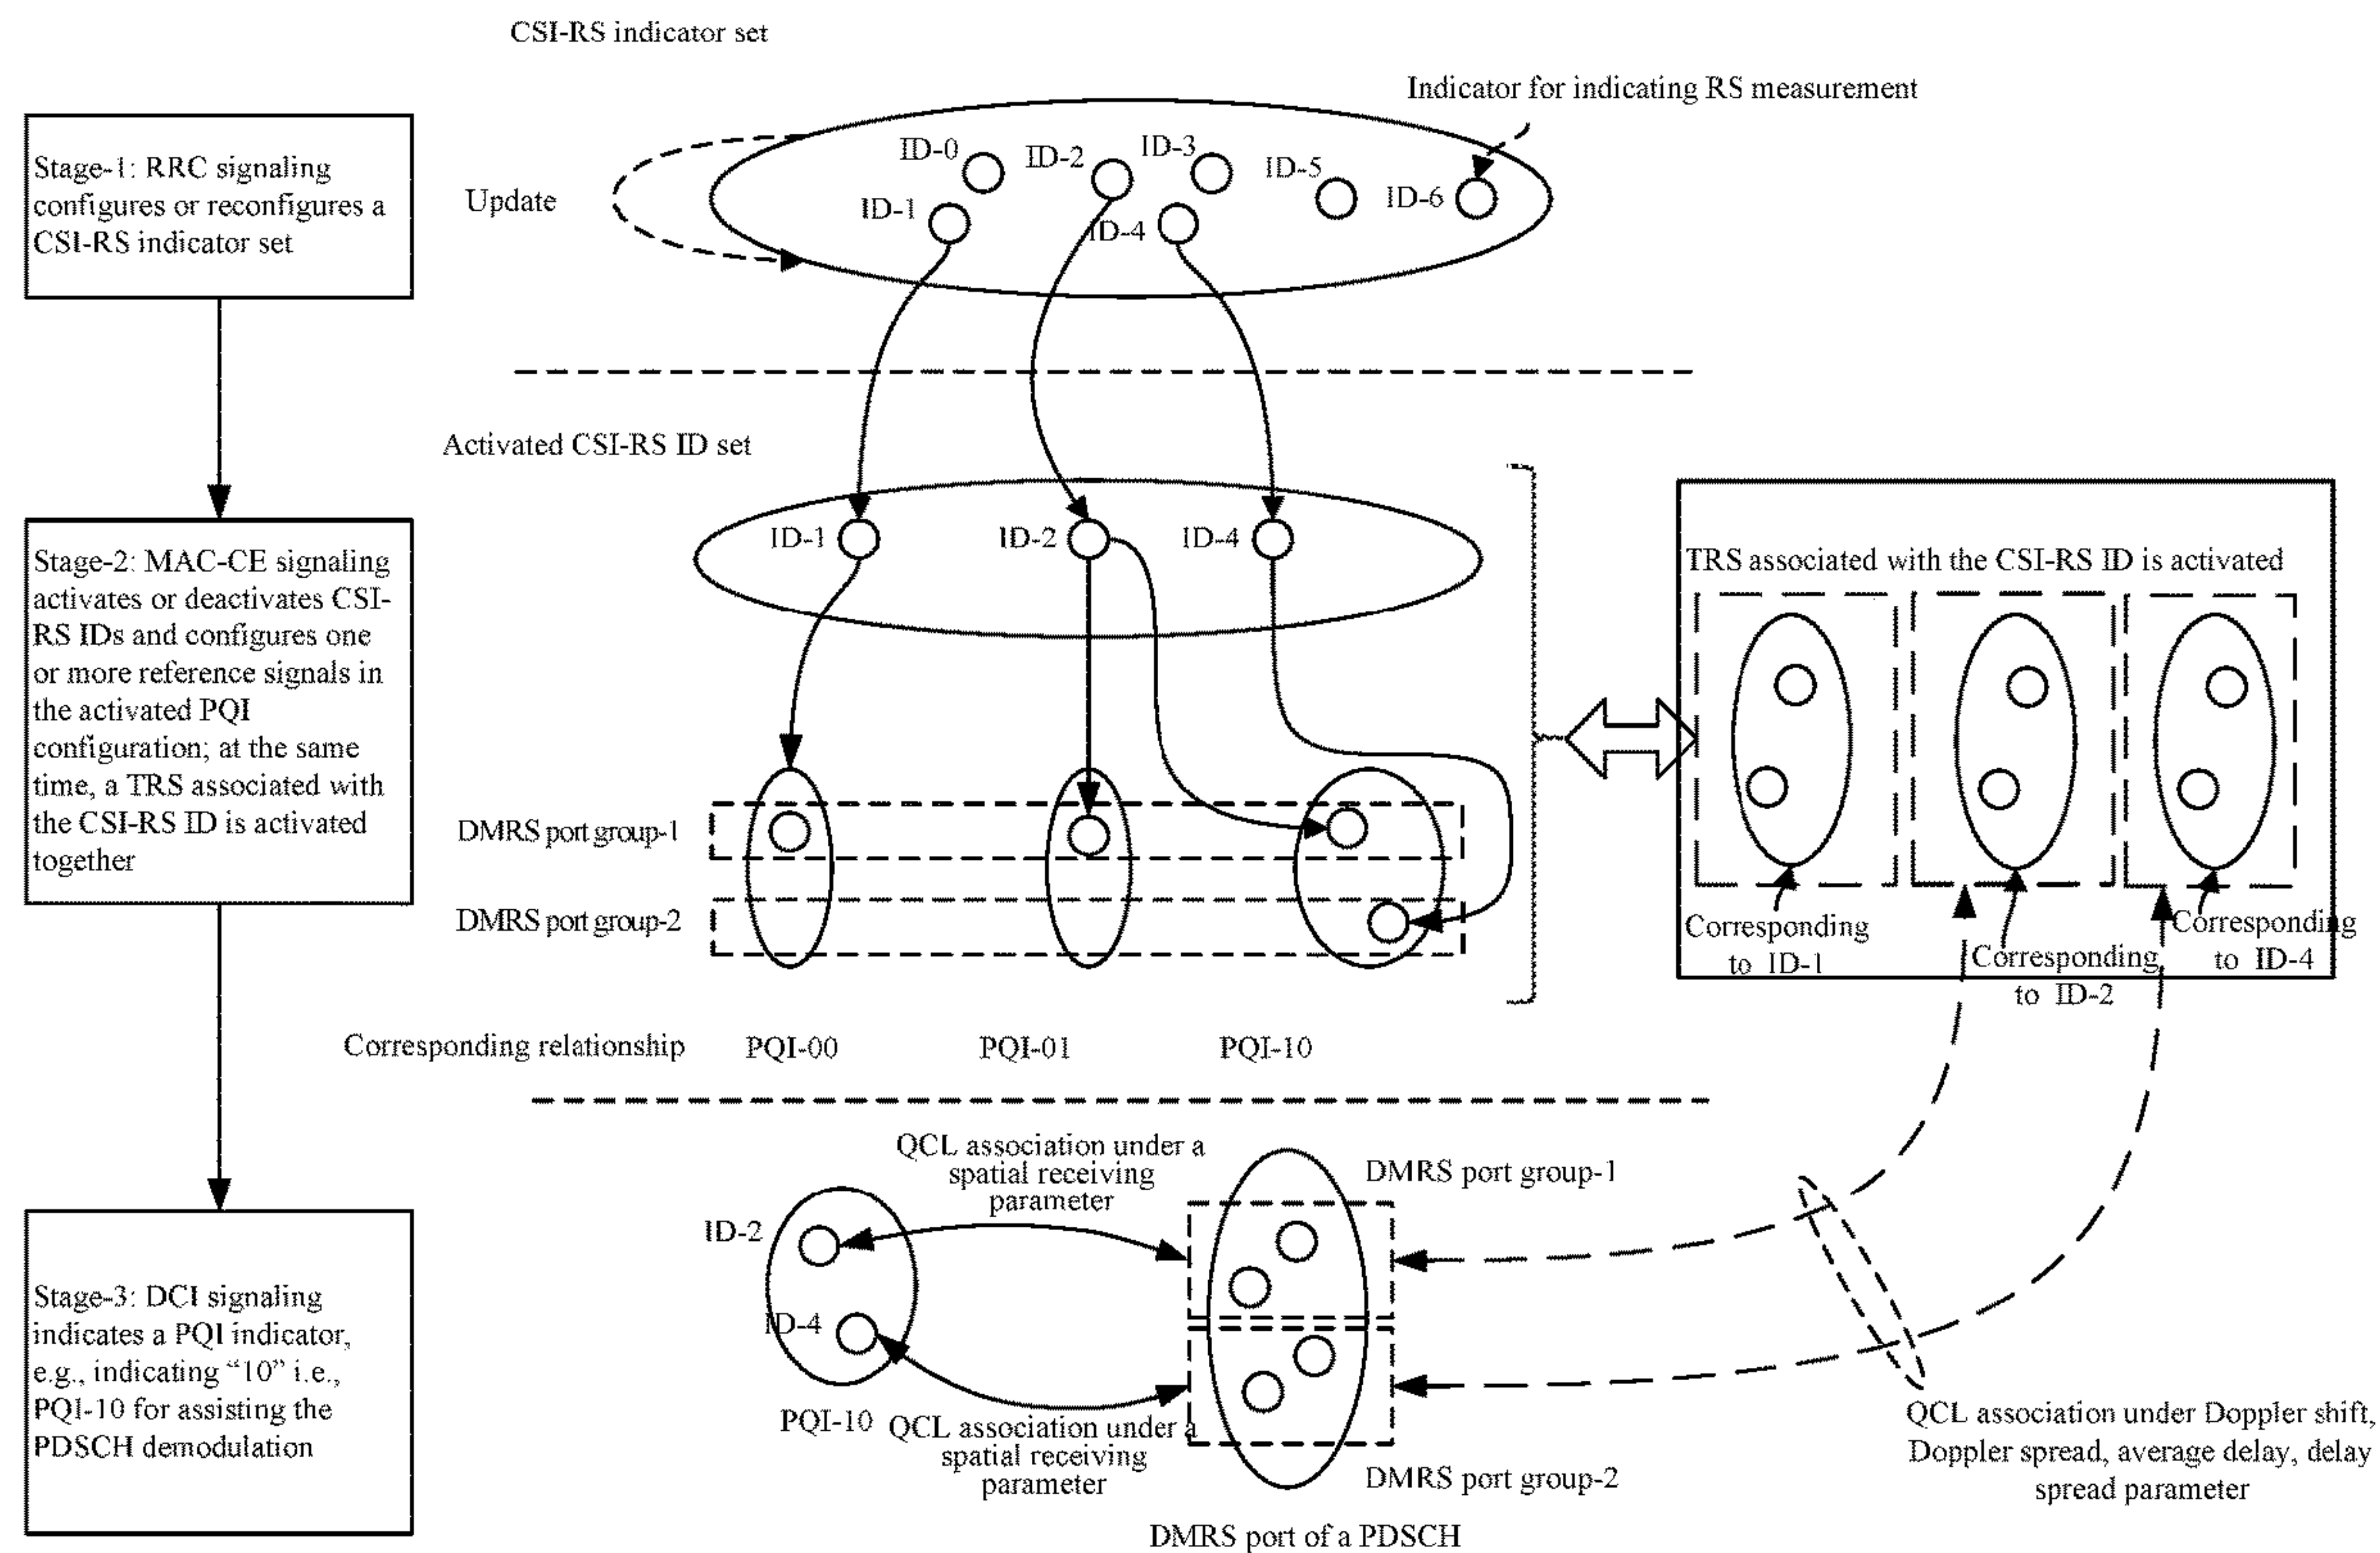 CSI-RS indicator set
Indicator for indicating RS measurement
Stage-1: RRC signaling
configures or reconfigures a
CSI-RS indicator set
Update
ID-0
ID-1
ID-2
ID-3
ID-4
ID-5
ID-6
Activated CSI-RS ID set
ID-1
ID-2
ID-4
Stage-2: MAC-CE signaling
activates or deactivates CSI-
RS IDs and configures one
or more reference signals in
the activated PQI
configuration; at the same
time, a TRS associated with
the CSI-RS ID is activated
together
TRS associated with the CSI-RS ID is activated
Corresponding
to ID-1
Corresponding
to ID-2
Corresponding
to ID-4
DMRS port group-1
DMRS port group-2
Corresponding relationship
PQI-00
PQI-01
PQI-10
Stage-3: DCI signaling
indicates a PQI indicator,
e.g., indicating “10” i.e.,
PQI-10 for assisting the
PDSCH demodulation
QCL association under a
spatial receiving
parameter
ID-2
ID-4
PQI-10
QCL association under a
spatial receiving
parameter
DMRS port group-1
DMRS port group-2
DMRS port of a PDSCH
QCL association under Doppler shift,
Doppler spread, average delay, delay
spread parameter